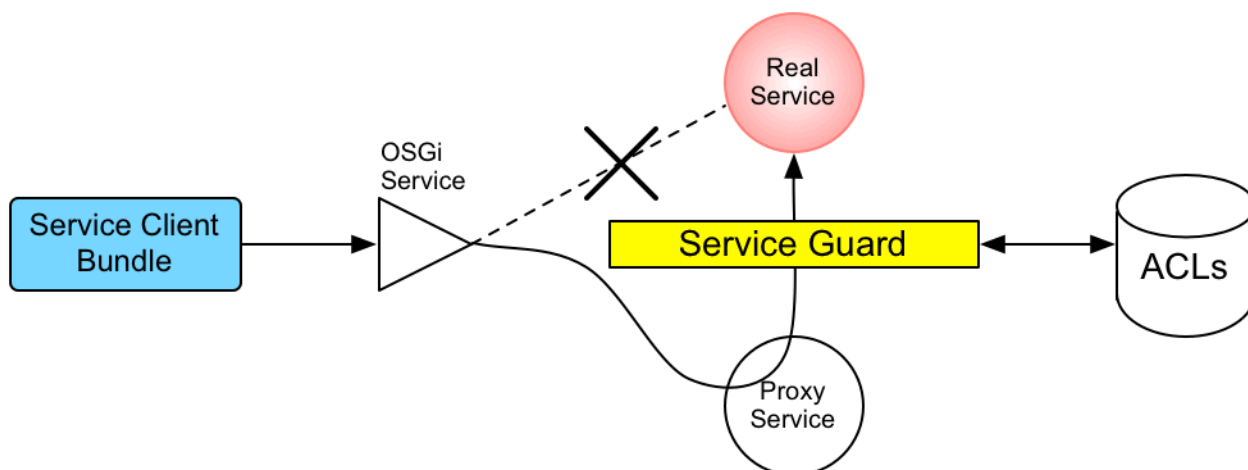 Real
Service
OSGi
Service
Service Client
Bundle
Service Guard
ACLs
Proxy
Service